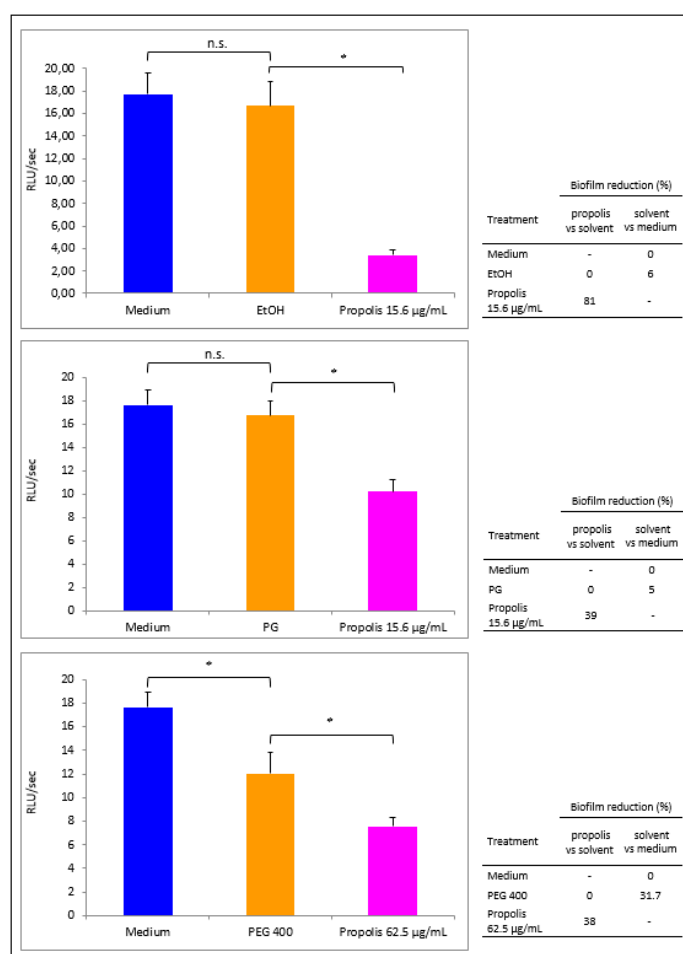 n.s.
*
20,00
18,00
16,00
14,00
12,00
10,00
8,00
6,00
4,00
2,00
0,00
RLU/sec
Medium EtOH Propolis 15.6 µg/mL
Biofilm reduction (%)
Treatment propolis vs solvent solvent vs medium
Medium - 0
EtOH 0 6
Propolis
15.6 µg/mL 81 -
n.s.
*
20
18
16
14
12
10
8
6
4
2
0
RLU/sec
Medium PG Propolis 15.6 µg/mL
Biofilm reduction (%)
Treatment propolis vs solvent solvent vs medium
Medium - 0
PG 0 5
Propolis
15.6 µg/mL 39 -
*
*
20
18
16
14
12
10
8
6
4
2
0
RLU/sec
Medium PEG 400 Propolis 62.5 µg/mL
Biofilm reduction (%)
Treatment propolis vs solvent solvent vs medium
Medium - 0
PEG 400 0 31.7
Propolis
62.5 µg/mL 38 -